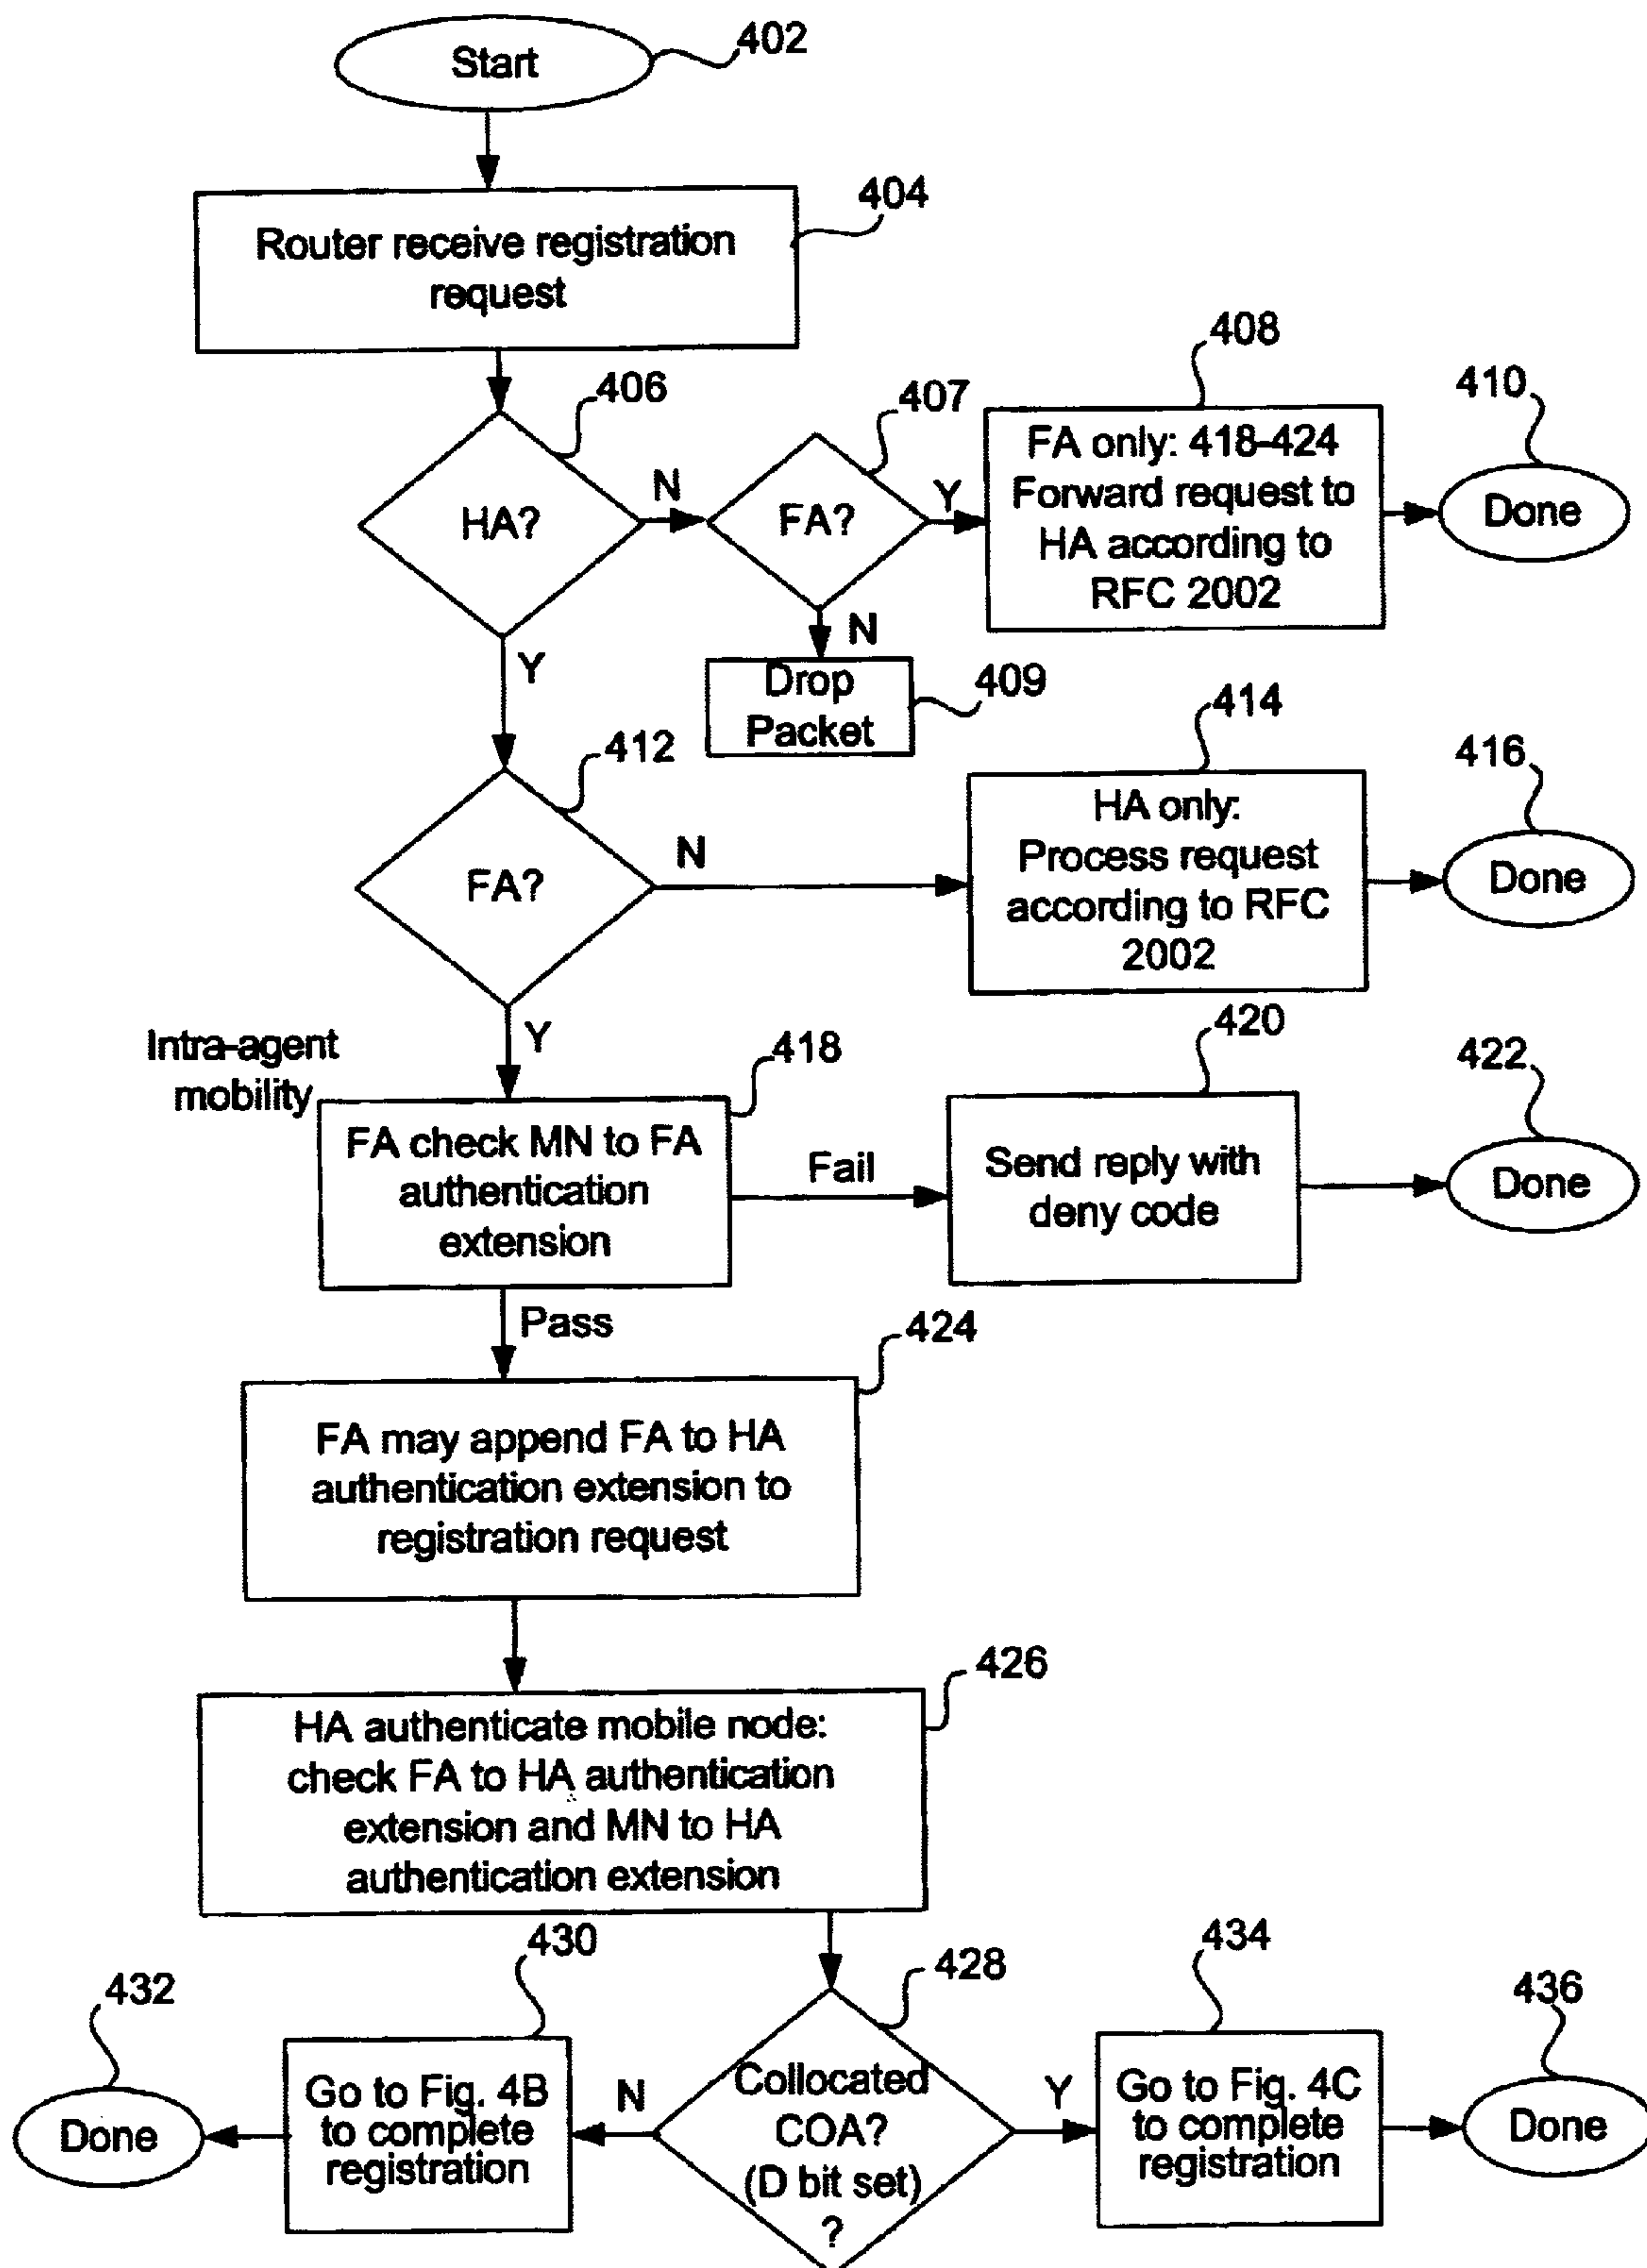 Start
402
Router receive registration
request
404
HA?
406
N
FA?
407
Y
FA only: 418-424
Forward request to
HA according to
RFC 2002
408
Done
410
N
Drop
Packet
409
Y
FA?
412
N
HA only:
Process request
according to RFC
2002
414
Done
416
Y
Intra-agent
mobility
FA check MN to FA
authentication
extension
418
Fail
Send reply with
deny code
420
Done
422
Pass
FA may append FA to HA
authentication extension to
registration request
424
HA authenticate mobile node:
check FA to HA authentication
extension and MN to HA
authentication extension
426
Collocated
COA?
(D bit set)
?
428
N
Go to Fig. 4B
to complete
registration
430
Done
432
Y
Go to Fig. 4C
to complete
registration
434
Done
436